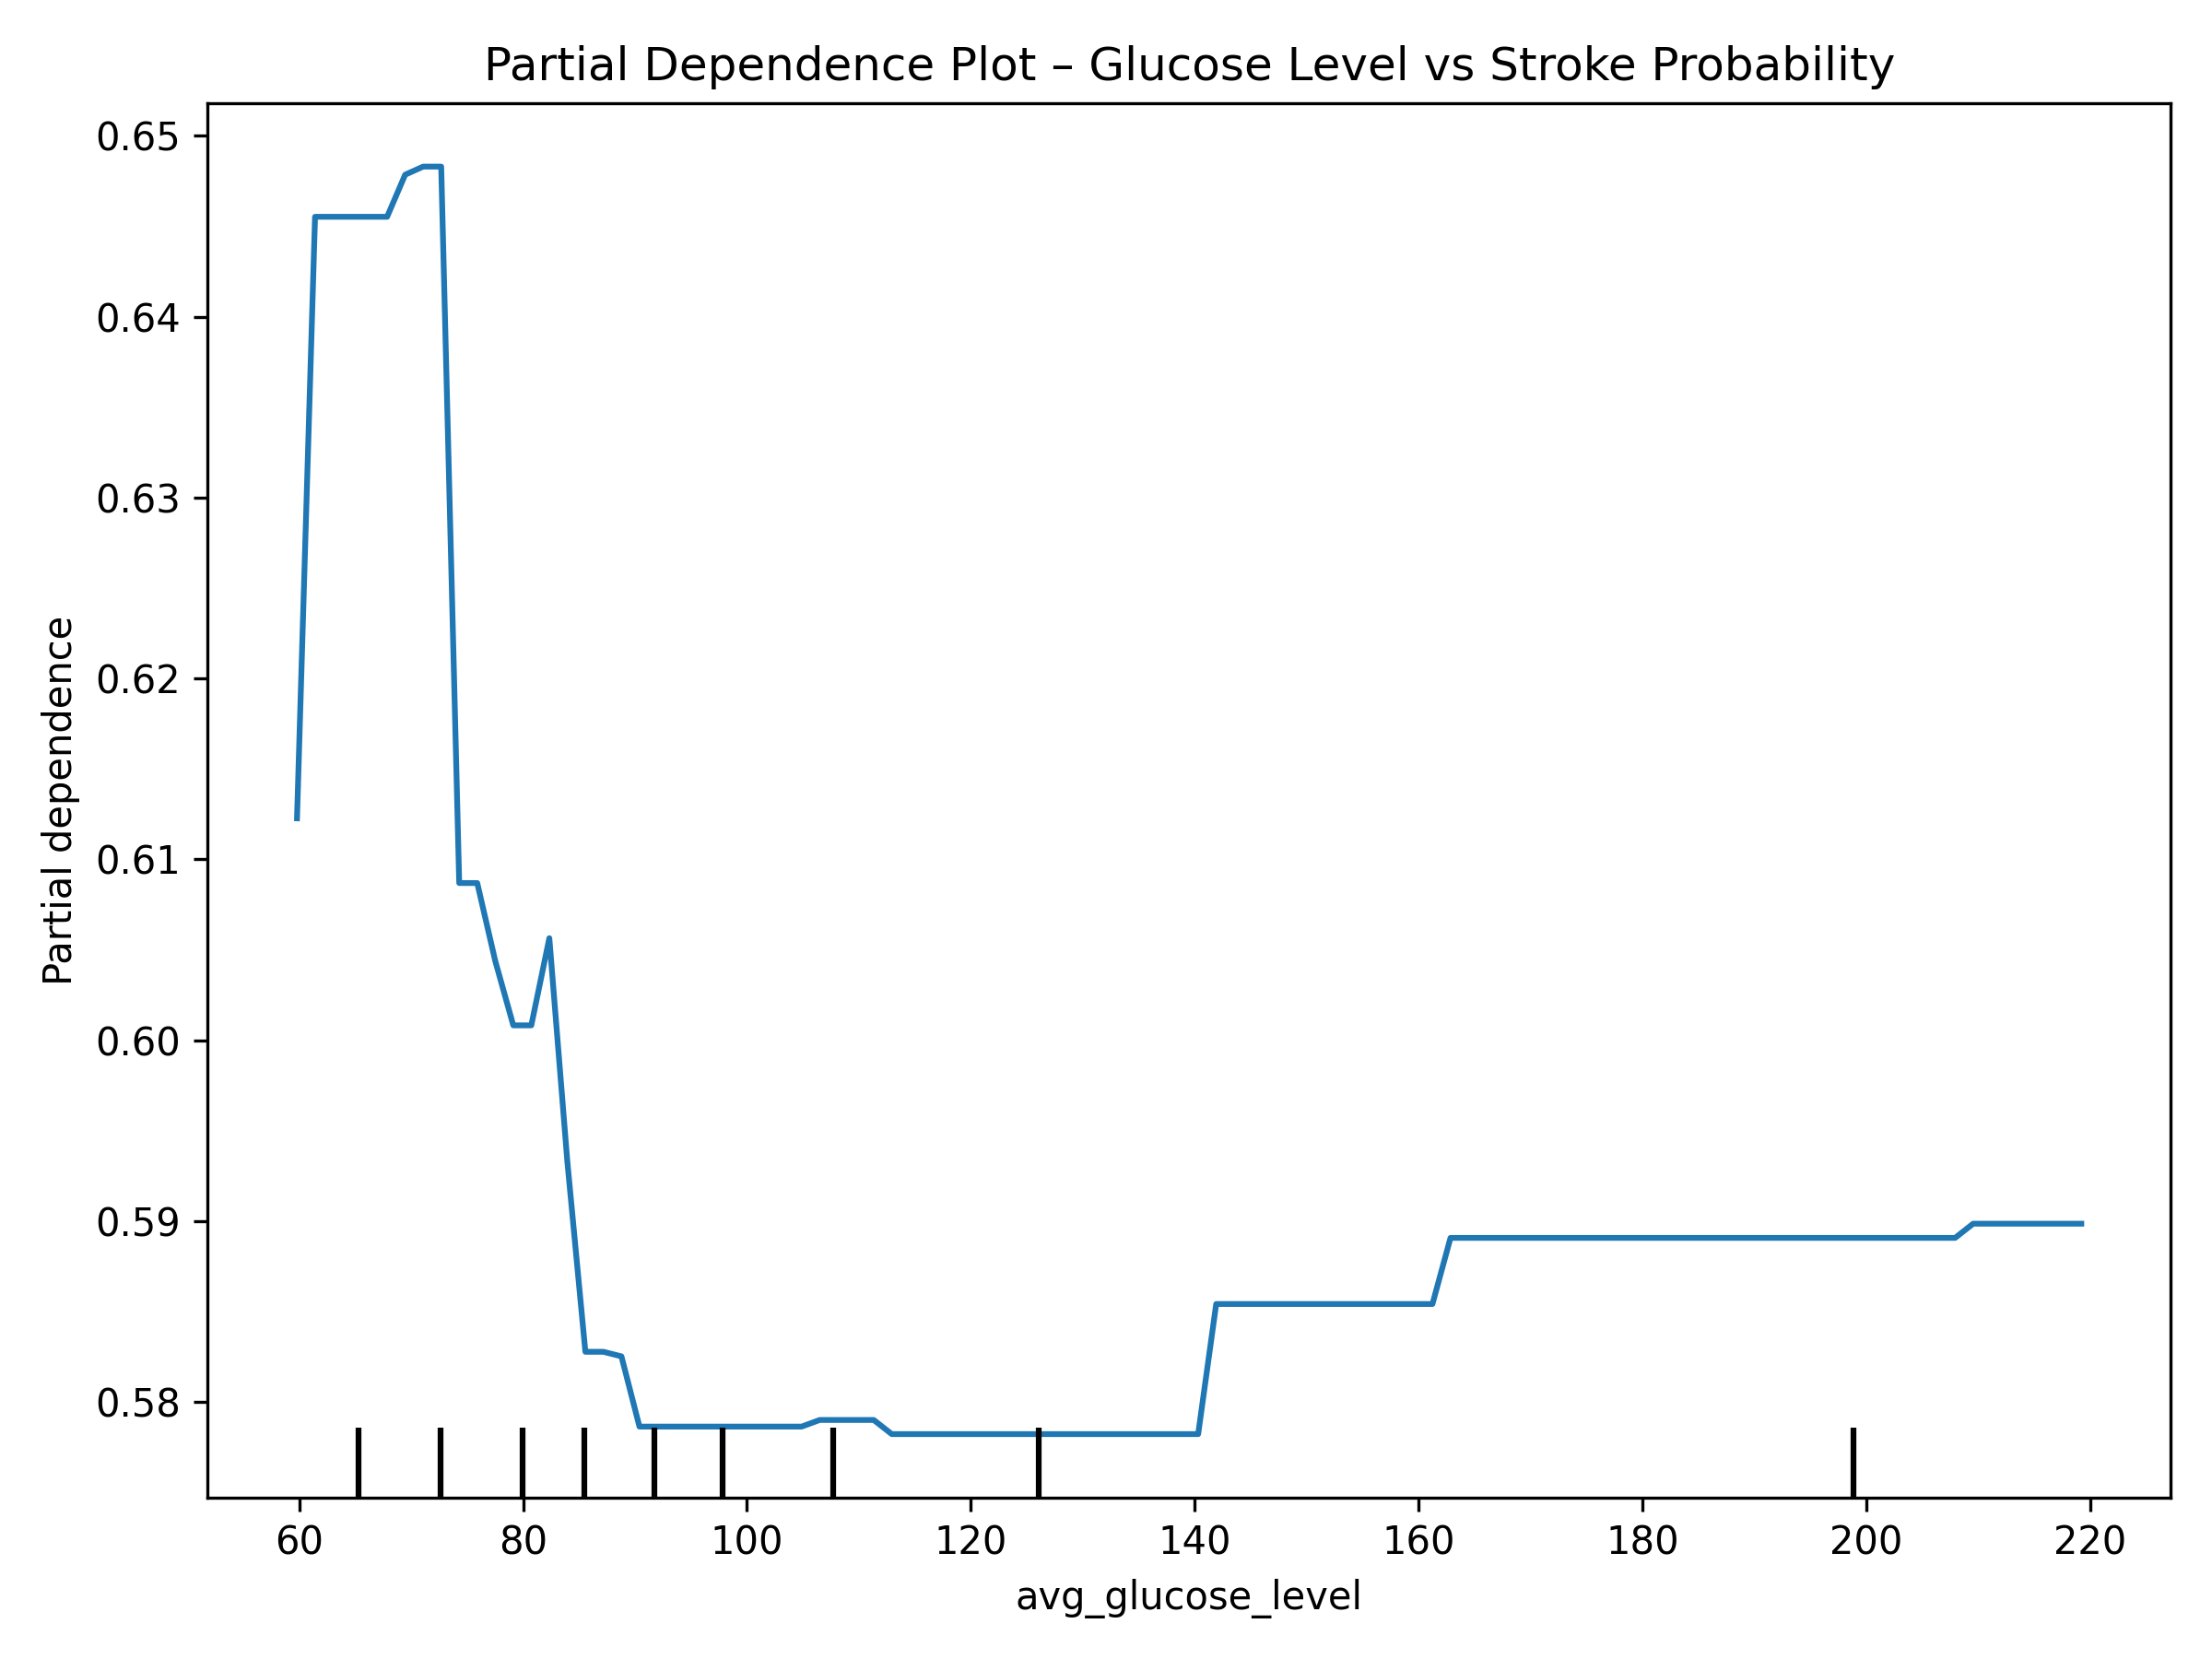 Partial Dependence Plot – Glucose Level vs Stroke Probability
0.65
0.64
0.63
0.62
0.61
0.60
0.59
0.58
Partial dependence
60 80 100 120 140 160 180 200 220
avg_glucose_level